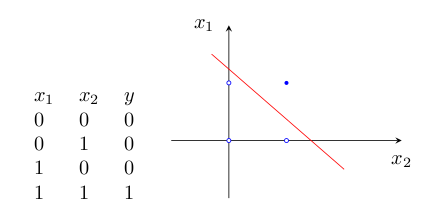 x₁ x₂ y
0 0 0
0 1 0
1 0 0
1 1 1
x₁
x₂